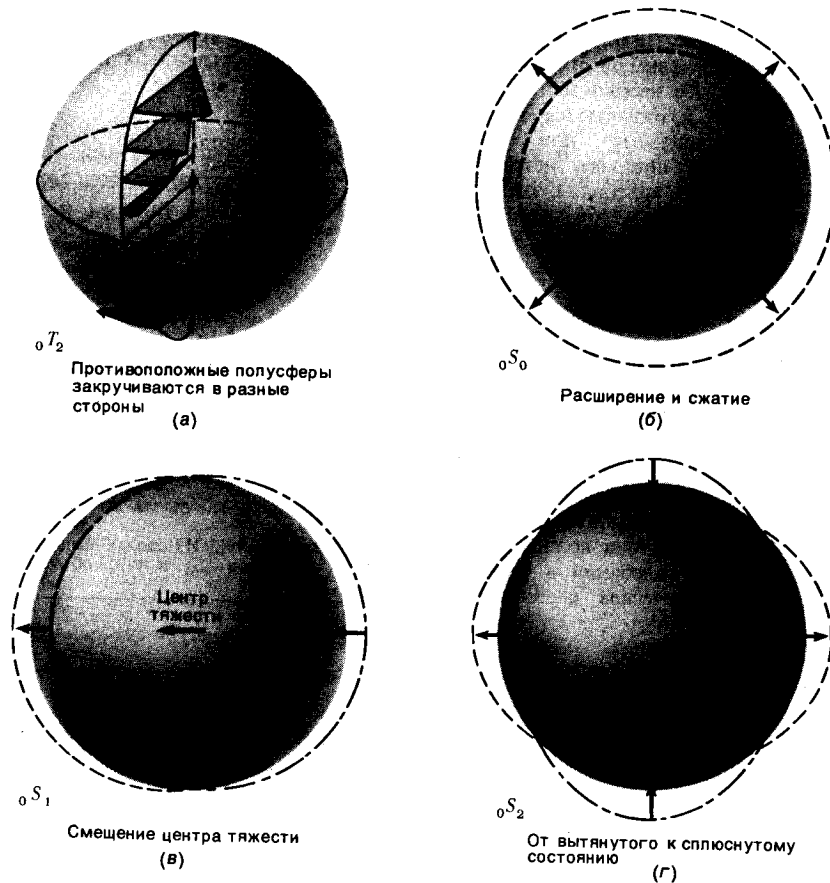 ₀T₂
Противоположные полусферы
закручиваются в разные
стороны
(а)
₀S₀
Расширение и сжатие
(б)
Центр
тяжести
₀S₁
Смещение центра тяжести
(в)
₀S₂
От вытянутого к сплюснутому
состоянию
(г)